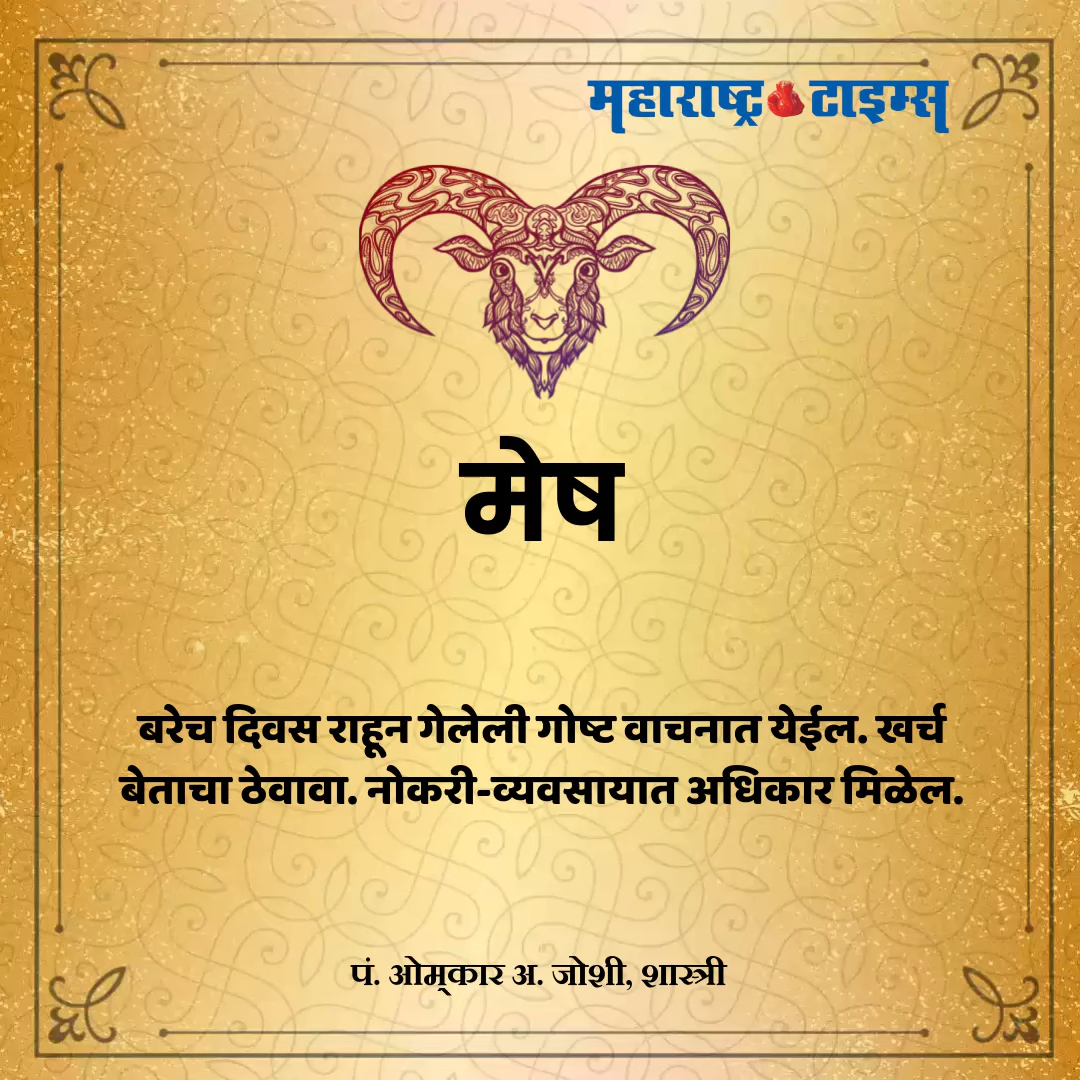 महाराष्ट्र टाइम्स
मेष
बरेच दिवस राहून गेलेली गोष्ट वाचनात येईल. खर्च
बेताचा ठेवावा. नोकरी-व्यवसायात अधिकार मिळेल.
पं. ओम्‌कार अ. जोशी, शास्त्री